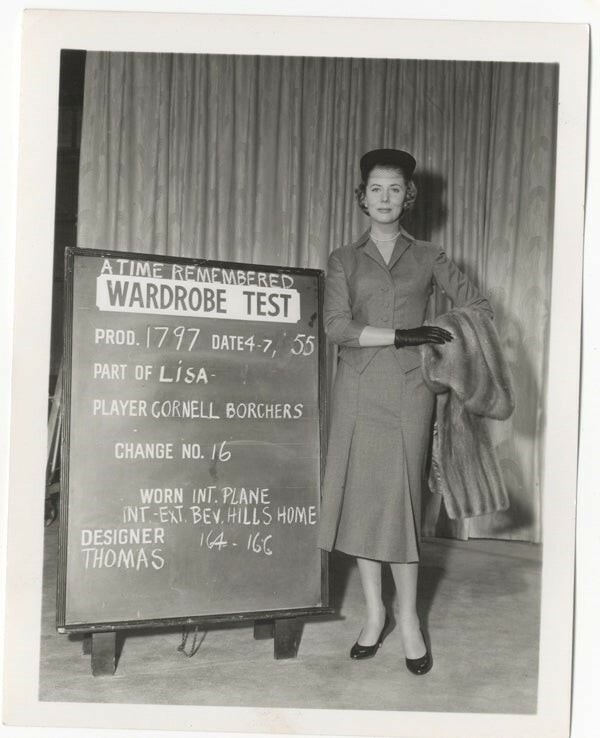 A TIME REMEMBERED
WARDROBE TEST
PROD. 1797 DATE 4-7, '55
PART OF LISA-
PLAYER CORNELL BORCHERS
CHANGE NO. 16
WORN INT. PLANE
INT.-EXT. BEV. HILLS HOME
DESIGNER 164 - 166
THOMAS